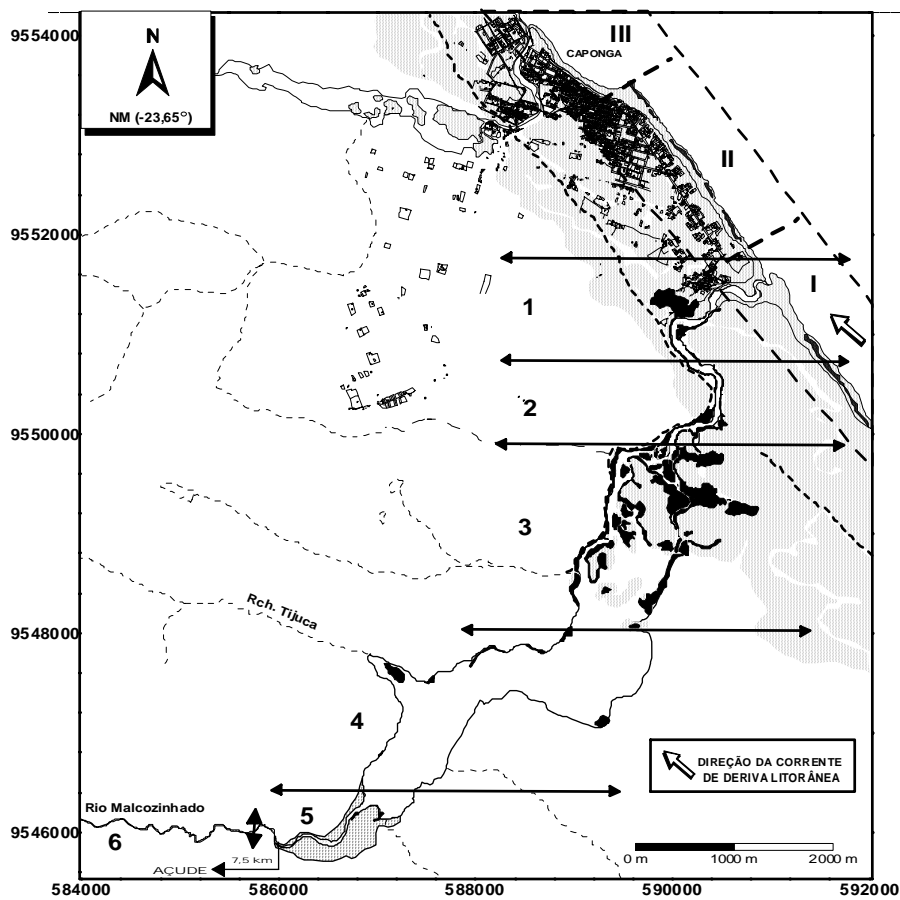 9554000
N
NM (-23,65°)
III
CAPONGA
II
9552000
I
1
2
9550000
3
Rch. Tijuca
9548000
4
DIREÇÃO DA CORRENTE
DE DERIVA LITORÂNEA
Rio Malcozinhado
5
9546000
6
7,5 km
AÇUDE
0 m 1000 m 2000 m
584000 586000 588000 590000 592000